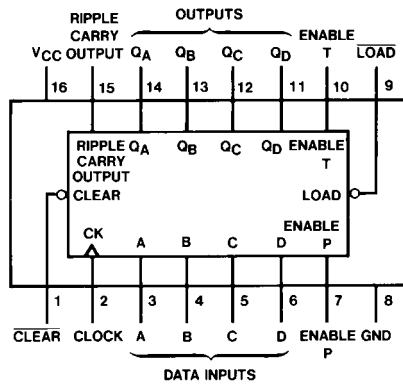 OUTPUTS
RIPPLE
CARRY
VCC OUTPUT QA QB QC QD ENABLE T LOAD
16 15 14 13 12 11 10 9
RIPPLE
CARRY
OUTPUT QA QB QC QD ENABLE
T
CLEAR LOAD
ENABLE
CK A B C D P
1 2 3 4 5 6 7 8
CLEAR CLOCK A B C D ENABLE GND
P
DATA INPUTS